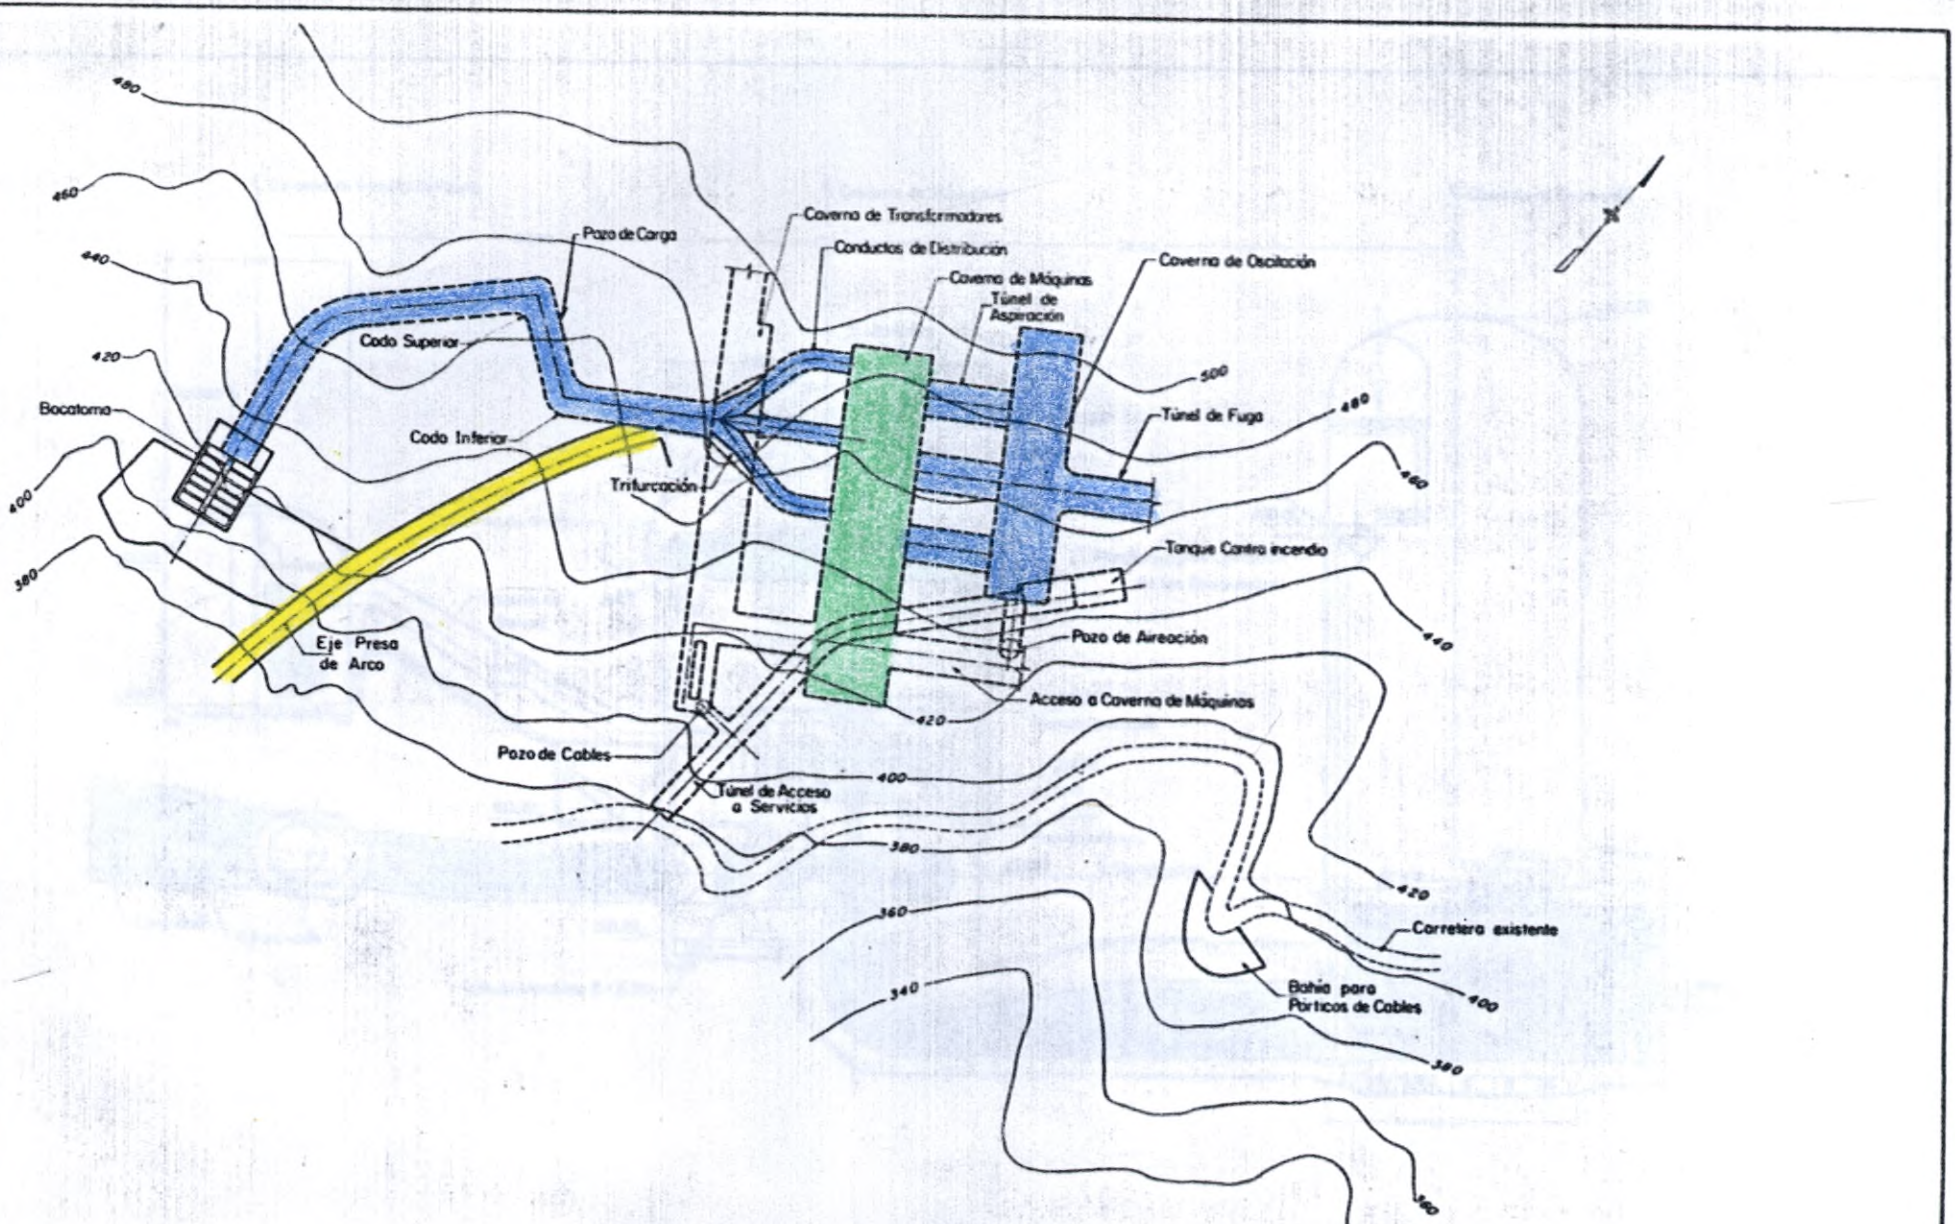 480
460
440
420
400
380
Bocatoma
Pozo de Carga
Codo Superior
Codo Inferior
Trifurcación
Eje Presa
de Arco
Caverna de Transformadores
Conductos de Distribución
Caverna de Máquinas
Túnel de
Aspiración
Caverna de Oscilación
500
480
Túnel de Fuga
460
Tanque Contra incendio
440
Pozo de Aireación
Acceso a Caverna de Máquinas
420
Pozo de Cables
400
Túnel de Acceso
a Servicios
380
360
340
420
Carretera existente
Bahía para
Pórticos de Cables
400
380
360